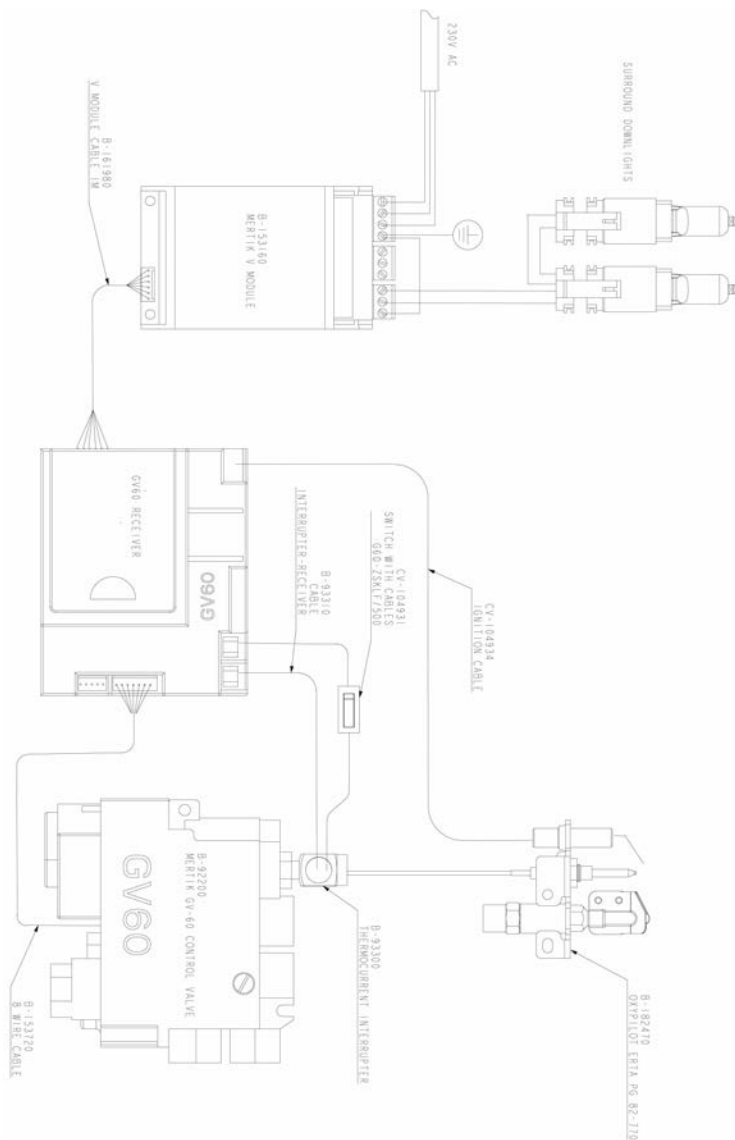 230V AC
SURROUND DOWNLIGHTS
B-161980
V MODULE CABLE 1M
B-153160
MERTIK V MODULE
GV60 RECEIVER
GV60
B-93310
CABLE
INTERRUPTER-RECEIVER
CV-104931
SWITCH WITH CABLES
G60-ZSKLF/500
CV-104934
IGNITION CABLE
B-92200
MERTIK GV-60 CONTROL VALVE
GV60
B-93300
THERMOCURRENT INTERRUPTER
B-153720
8 WIRE CABLE
B-182470
OXYPILOT ERTA PG 82-770